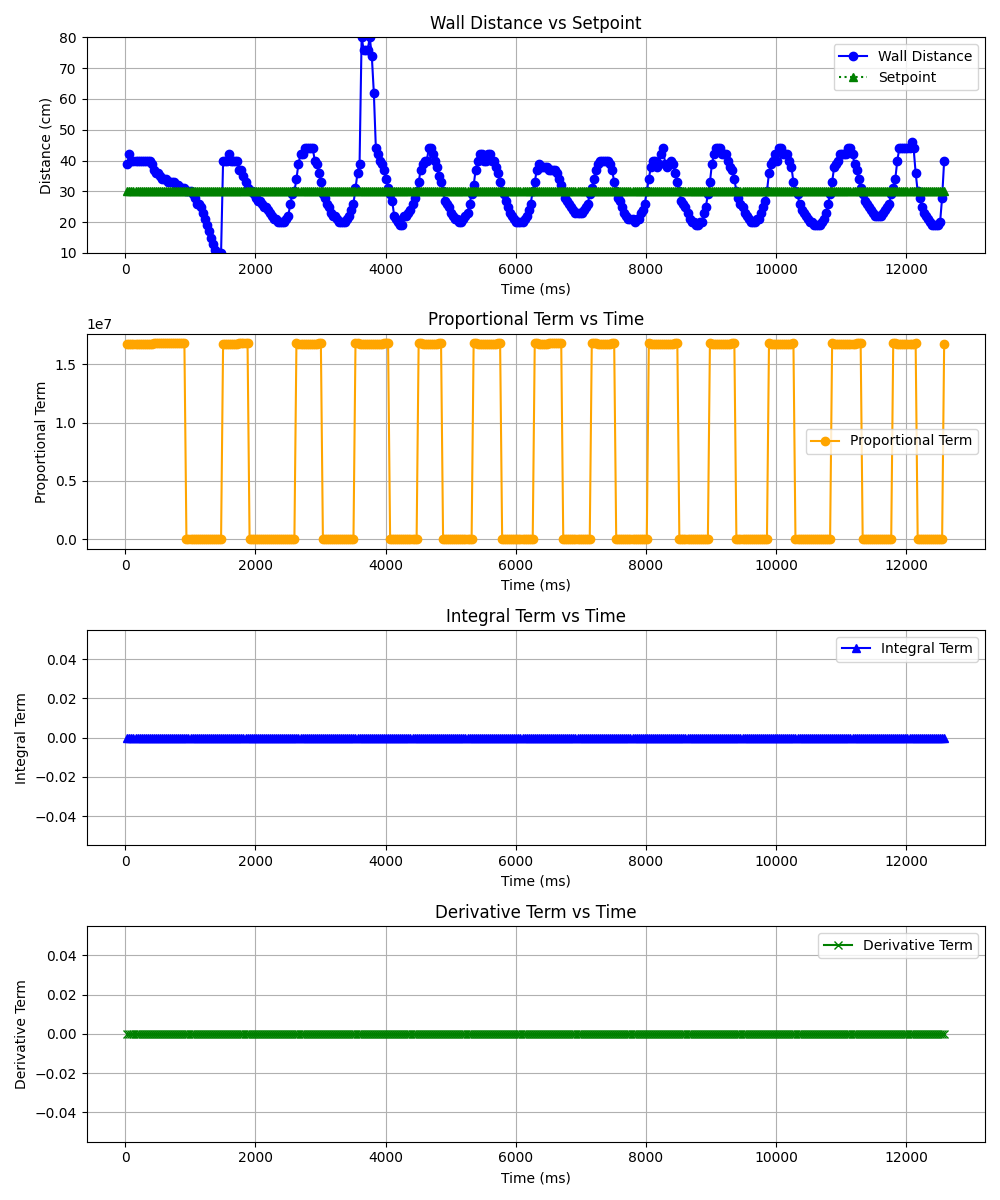 Wall Distance vs Setpoint
80
70
60
50
40
30
20
10
Distance (cm)
Wall Distance
Setpoint
0 2000 4000 6000 8000 10000 12000
Time (ms)
Proportional Term vs Time
1e7
1.5
1.0
0.5
0.0
Proportional Term
Proportional Term
0 2000 4000 6000 8000 10000 12000
Time (ms)
Integral Term vs Time
0.04
0.02
0.00
−0.02
−0.04
Integral Term
Integral Term
0 2000 4000 6000 8000 10000 12000
Time (ms)
Derivative Term vs Time
0.04
0.02
0.00
−0.02
−0.04
Derivative Term
Derivative Term
0 2000 4000 6000 8000 10000 12000
Time (ms)